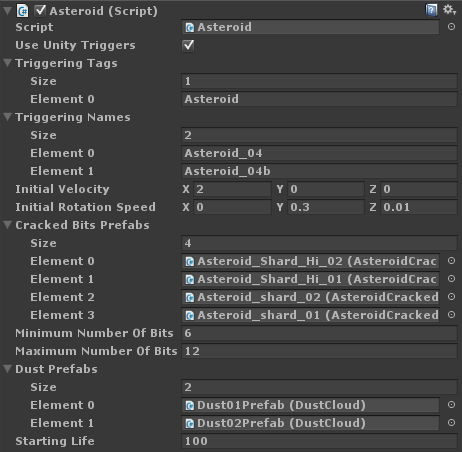 Asteroid (Script)
Script Asteroid
Use Unity Triggers
Triggering Tags
Size 1
Element 0 Asteroid
Triggering Names
Size 2
Element 0 Asteroid_04
Element 1 Asteroid_04b
Initial Velocity X 2 Y 0 Z 0
Initial Rotation Speed X 0 Y 0.3 Z 0.01
Cracked Bits Prefabs
Size 4
Element 0 Asteroid_Shard_Hi_02 (AsteroidCrac
Element 1 Asteroid_Shard_Hi_01 (AsteroidCrac
Element 2 Asteroid_shard_02 (AsteroidCracked
Element 3 Asteroid_shard_01 (AsteroidCracked
Minimum Number Of Bits 6
Maximum Number Of Bits 12
Dust Prefabs
Size 2
Element 0 Dust01Prefab (DustCloud)
Element 1 Dust02Prefab (DustCloud)
Starting Life 100